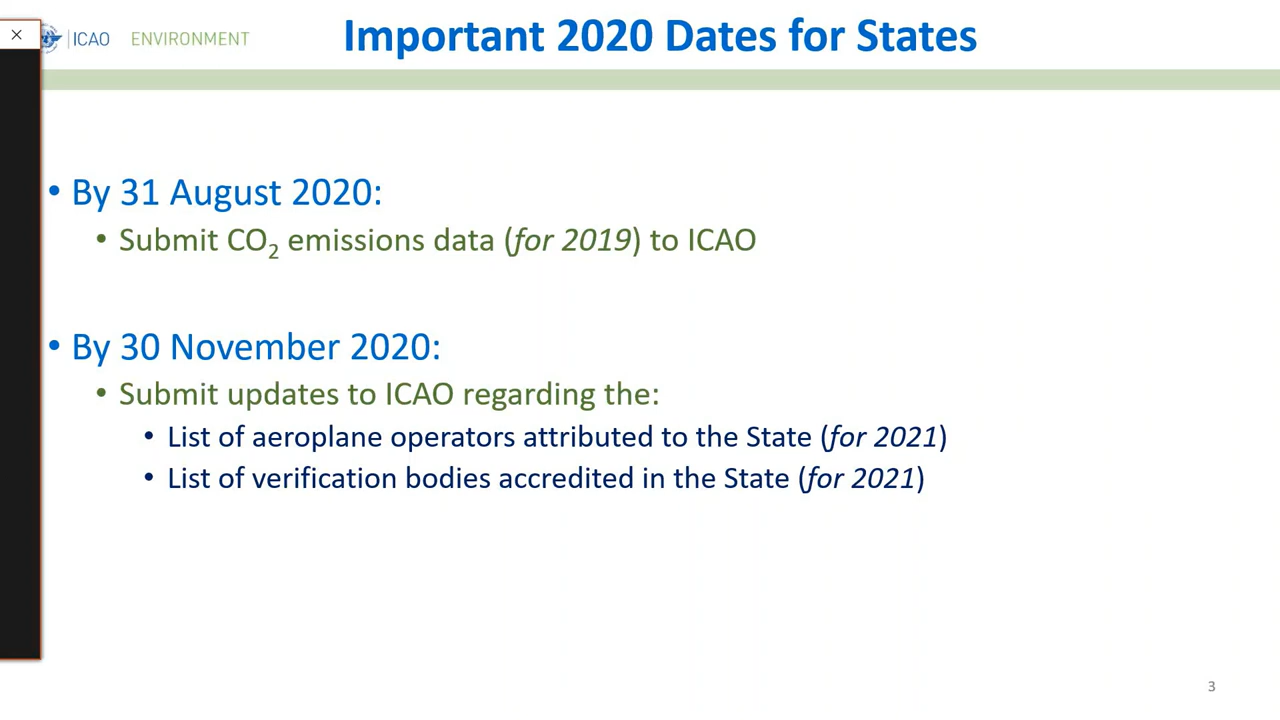 ICAO ENVIRONMENT
Important 2020 Dates for States
• By 31 August 2020:
• Submit CO₂ emissions data (for 2019) to ICAO
• By 30 November 2020:
• Submit updates to ICAO regarding the:
• List of aeroplane operators attributed to the State (for 2021)
• List of verification bodies accredited in the State (for 2021)
3